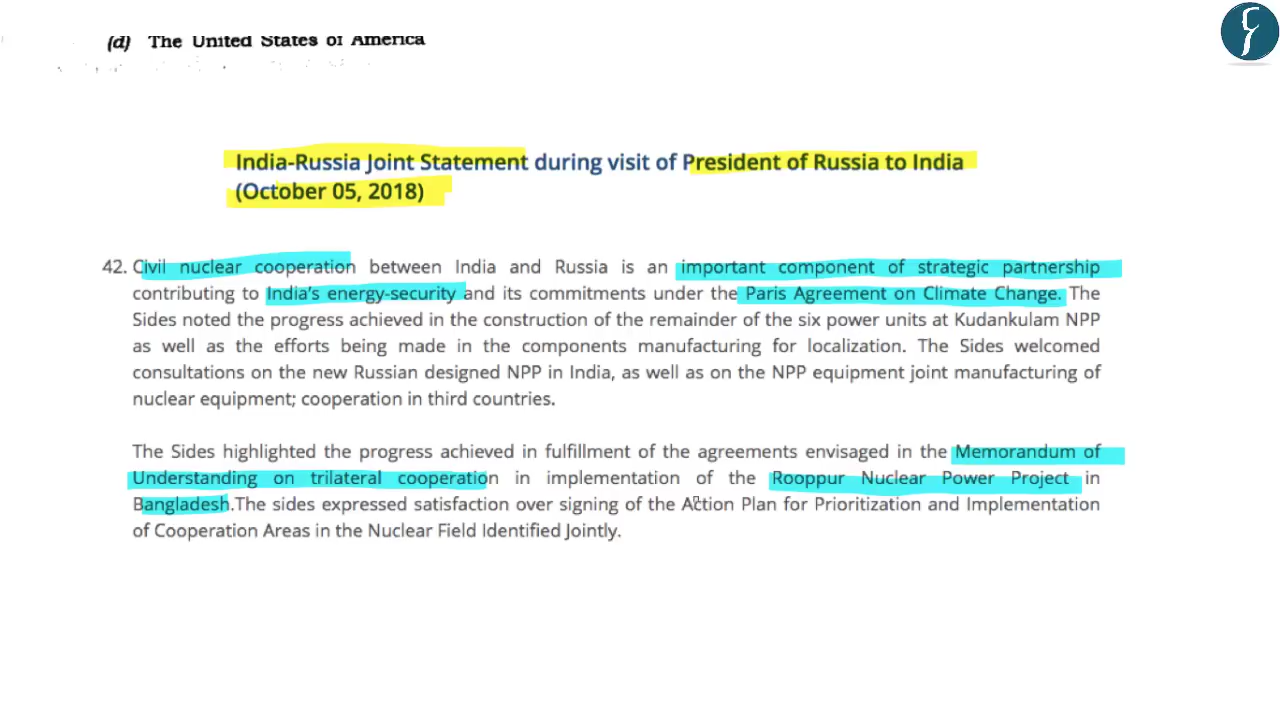 (d) The United States of America
India-Russia Joint Statement during visit of President of Russia to India
(October 05, 2018)
42. Civil nuclear cooperation between India and Russia is an important component of strategic partnership
contributing to India's energy-security and its commitments under the Paris Agreement on Climate Change. The
Sides noted the progress achieved in the construction of the remainder of the six power units at Kudankulam NPP
as well as the efforts being made in the components manufacturing for localization. The Sides welcomed
consultations on the new Russian designed NPP in India, as well as on the NPP equipment joint manufacturing of
nuclear equipment; cooperation in third countries.
The Sides highlighted the progress achieved in fulfillment of the agreements envisaged in the Memorandum of
Understanding on trilateral cooperation in implementation of the Rooppur Nuclear Power Project in
Bangladesh.The sides expressed satisfaction over signing of the Action Plan for Prioritization and Implementation
of Cooperation Areas in the Nuclear Field Identified Jointly.